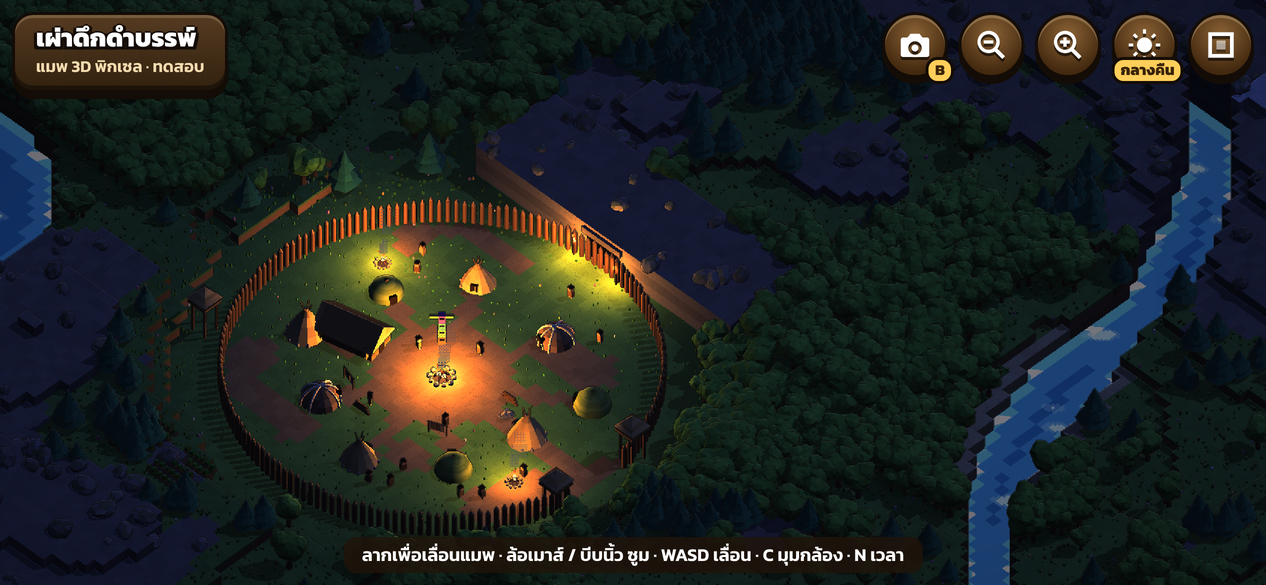 เผ่าดึกดำบรรพ์
แมพ 3D พิกเซล · ทดสอบ
B
กลางคืน
ลากเพื่อเลื่อนแมพ · ล้อเมาส์ / บีบนิ้ว ซูม · WASD เลื่อน · C มุมกล้อง · N เวลา